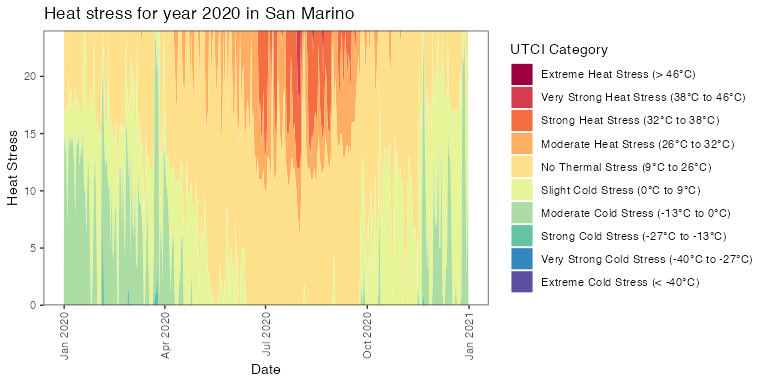 Heat stress for year 2020 in San Marino
Heat Stress
20
15
10
5
0
Jan 2020
Apr 2020
Jul 2020
Oct 2020
Jan 2021
Date
UTCI Category
Extreme Heat Stress (> 46°C)
Very Strong Heat Stress (38°C to 46°C)
Strong Heat Stress (32°C to 38°C)
Moderate Heat Stress (26°C to 32°C)
No Thermal Stress (9°C to 26°C)
Slight Cold Stress (0°C to 9°C)
Moderate Cold Stress (-13°C to 0°C)
Strong Cold Stress (-27°C to -13°C)
Very Strong Cold Stress (-40°C to -27°C)
Extreme Cold Stress (< -40°C)